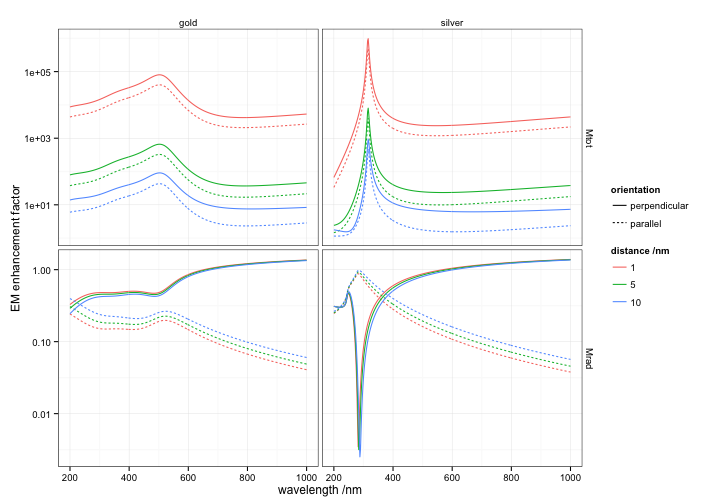 gold
silver
1e+05
1e+03
1e+01
Mtot
1.00
0.10
0.01
Mrad
EM enhancement factor
200
400
600
800
1000
200
400
600
800
1000
wavelength /nm
orientation
perpendicular
parallel
distance /nm
1
5
10